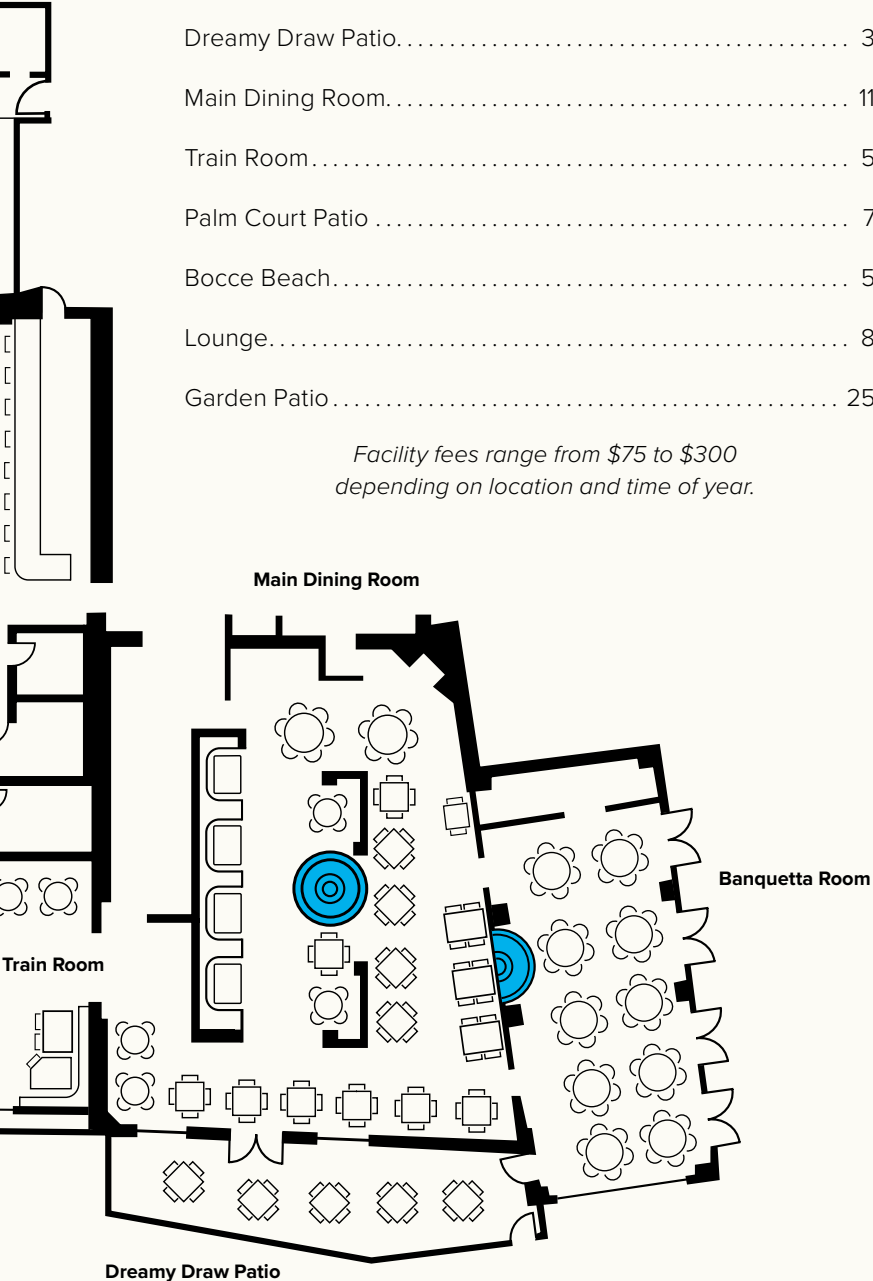 Dreamy Draw Patio........................................... 3
Main Dining Room............................................ 11
Train Room................................................... 5
Palm Court Patio ............................................. 7
Bocce Beach................................................. 5
Lounge....................................................... 8
Garden Patio................................................ 25
Facility fees range from $75 to $300
depending on location and time of year.
Main Dining Room
Banquetta Room
Train Room
Dreamy Draw Patio